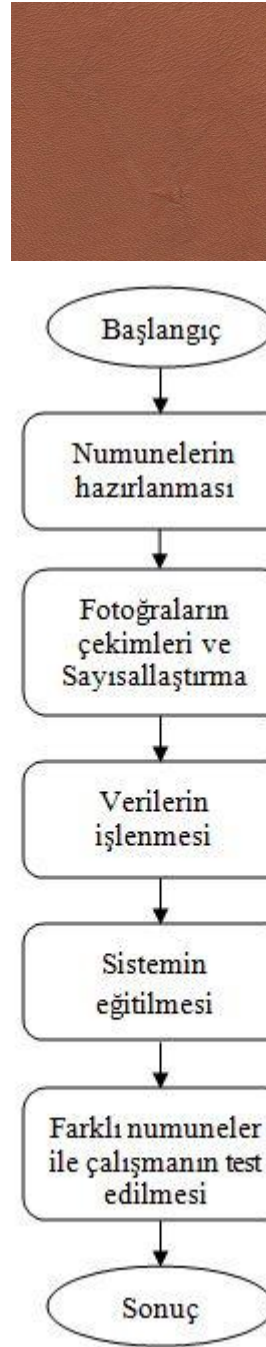 Başlangıç
Numunelerin
hazırlanması
Fotoğraların
çekimleri ve
Sayısallaştırma
Verilerin
işlenmesi
Sistemin
eğitilmesi
Farklı numuneler
ile çalışmanın test
edilmesi
Sonuç